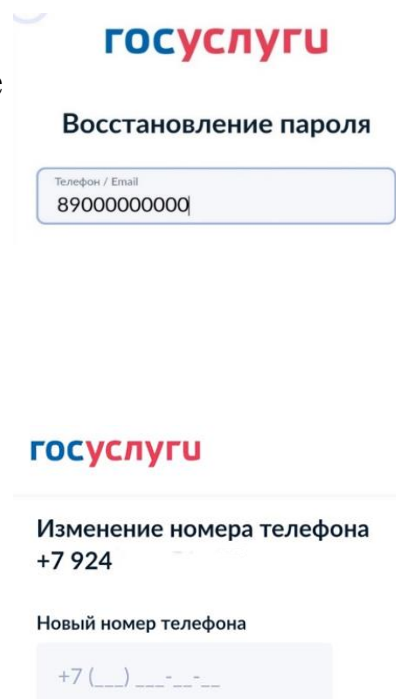 госуслуги
Восстановление пароля
Телефон / Email
89000000000
госуслуги
Изменение номера телефона
+7 924
Новый номер телефона
+7 (___) ___-__-__